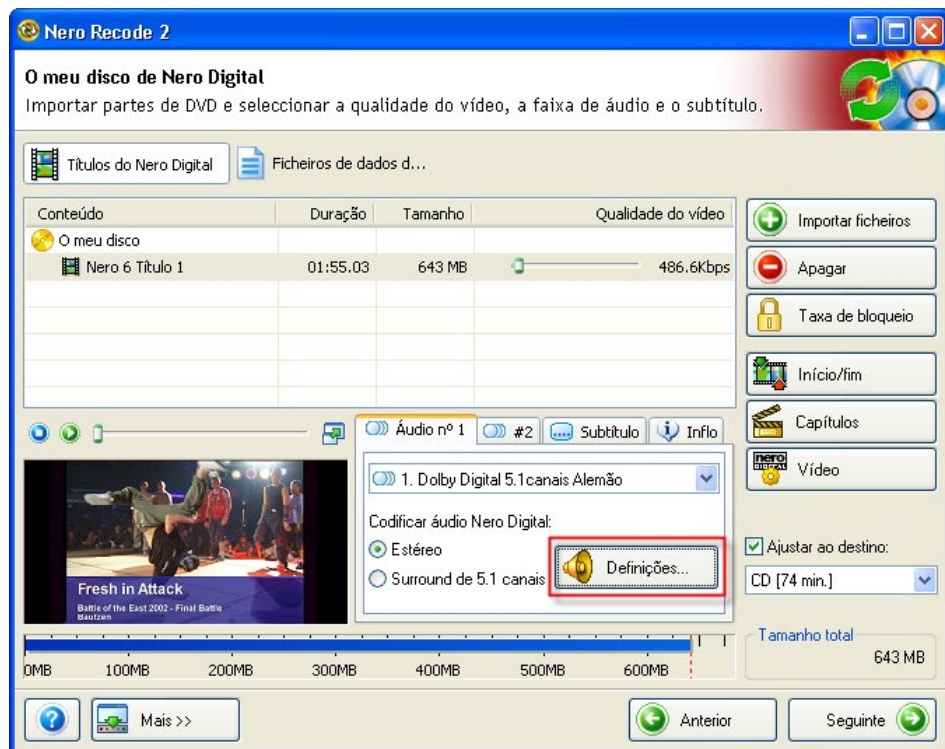 Nero Recode 2
O meu disco de Nero Digital
Importar partes de DVD e seleccionar a qualidade do vídeo, a faixa de áudio e o subtítulo.
Títulos do Nero Digital
Ficheiros de dados d...
Conteúdo Duração Tamanho Qualidade do vídeo
O meu disco
Nero 6 Título 1 01:55.03 643 MB 486.6Kbps
Importar ficheiros
Apagar
Taxa de bloqueio
Início/fim
Capítulos
nero DIGITAL Vídeo
Áudio nº 1 #2 Subtítulo Inflo
1. Dolby Digital 5.1canais Alemão
Codificar áudio Nero Digital:
Estéreo
Surround de 5.1 canais
Definições...
Fresh in Attack
Battle of the East 2002 - Final Battle
Bautzen
Ajustar ao destino:
CD [74 min.]
Tamanho total
643 MB
0MB 100MB 200MB 300MB 400MB 500MB 600MB
Mais >>
Anterior
Seguinte